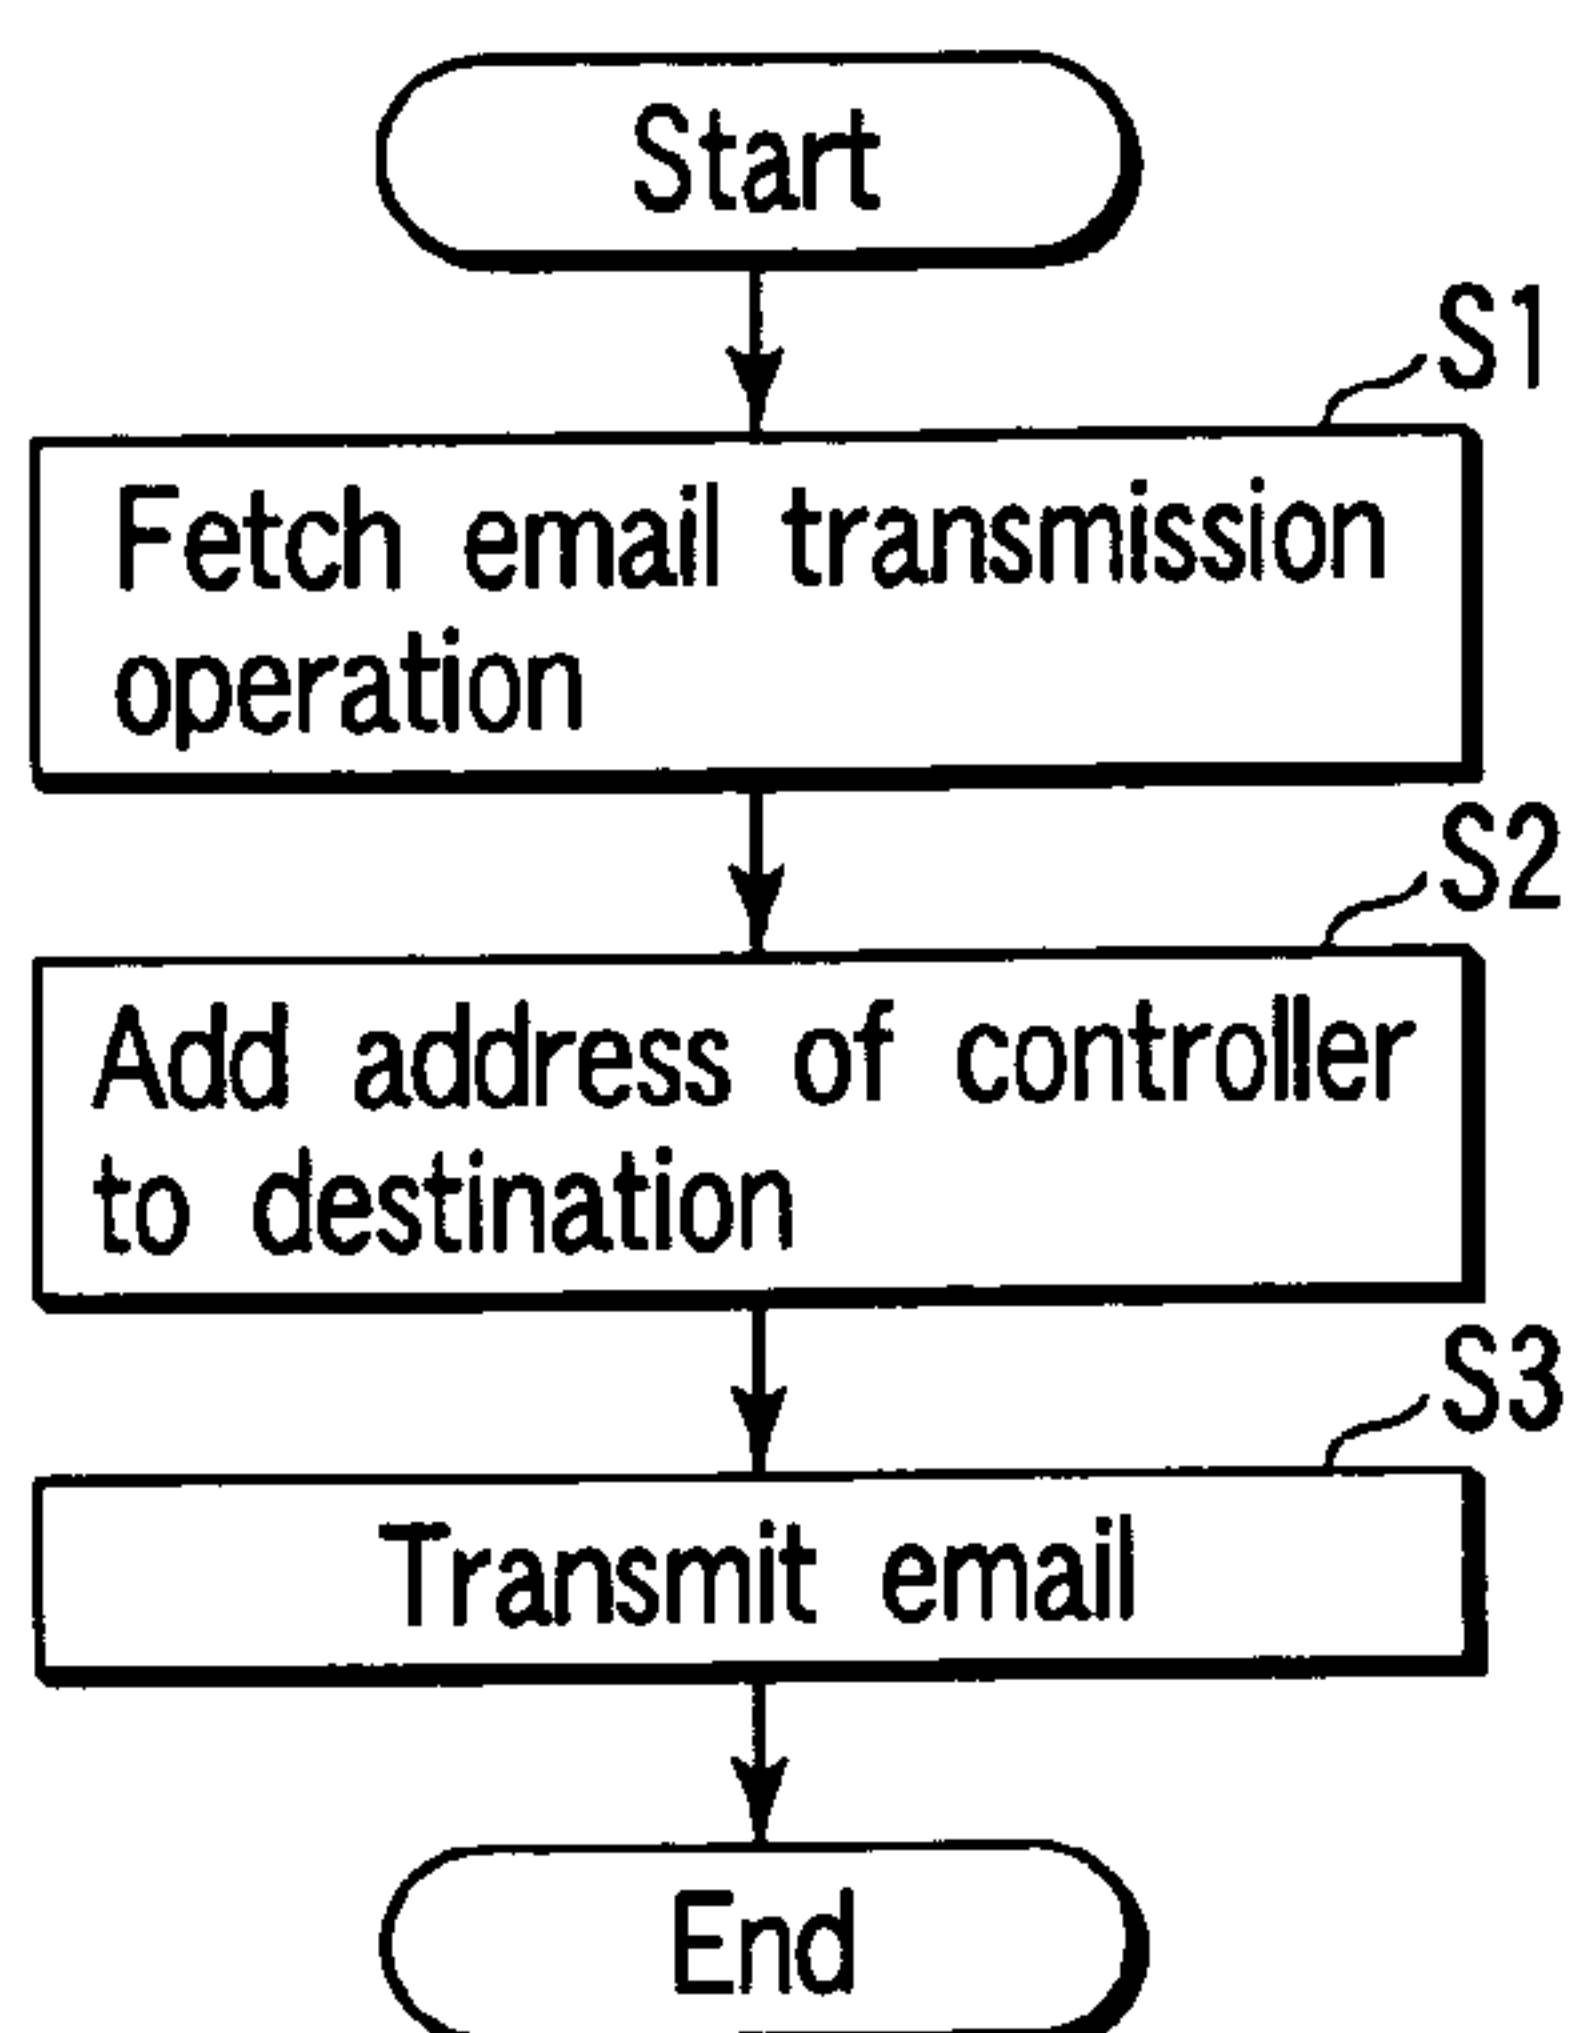 Start
S1
Fetch email transmission
operation
S2
Add address of controller
to destination
S3
Transmit email
End